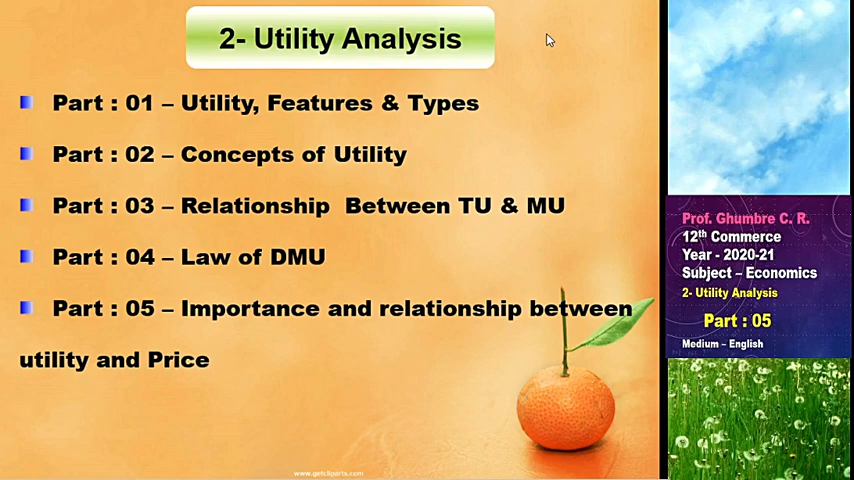 2- Utility Analysis
Part : 01 – Utility, Features & Types
Part : 02 – Concepts of Utility
Part : 03 – Relationship Between TU & MU
Part : 04 – Law of DMU
Part : 05 – Importance and relationship between
utility and Price
www.getcliparts.com
Prof. Ghumbre C. R.
12th Commerce
Year - 2020-21
Subject – Economics
2- Utility Analysis
Part : 05
Medium – English